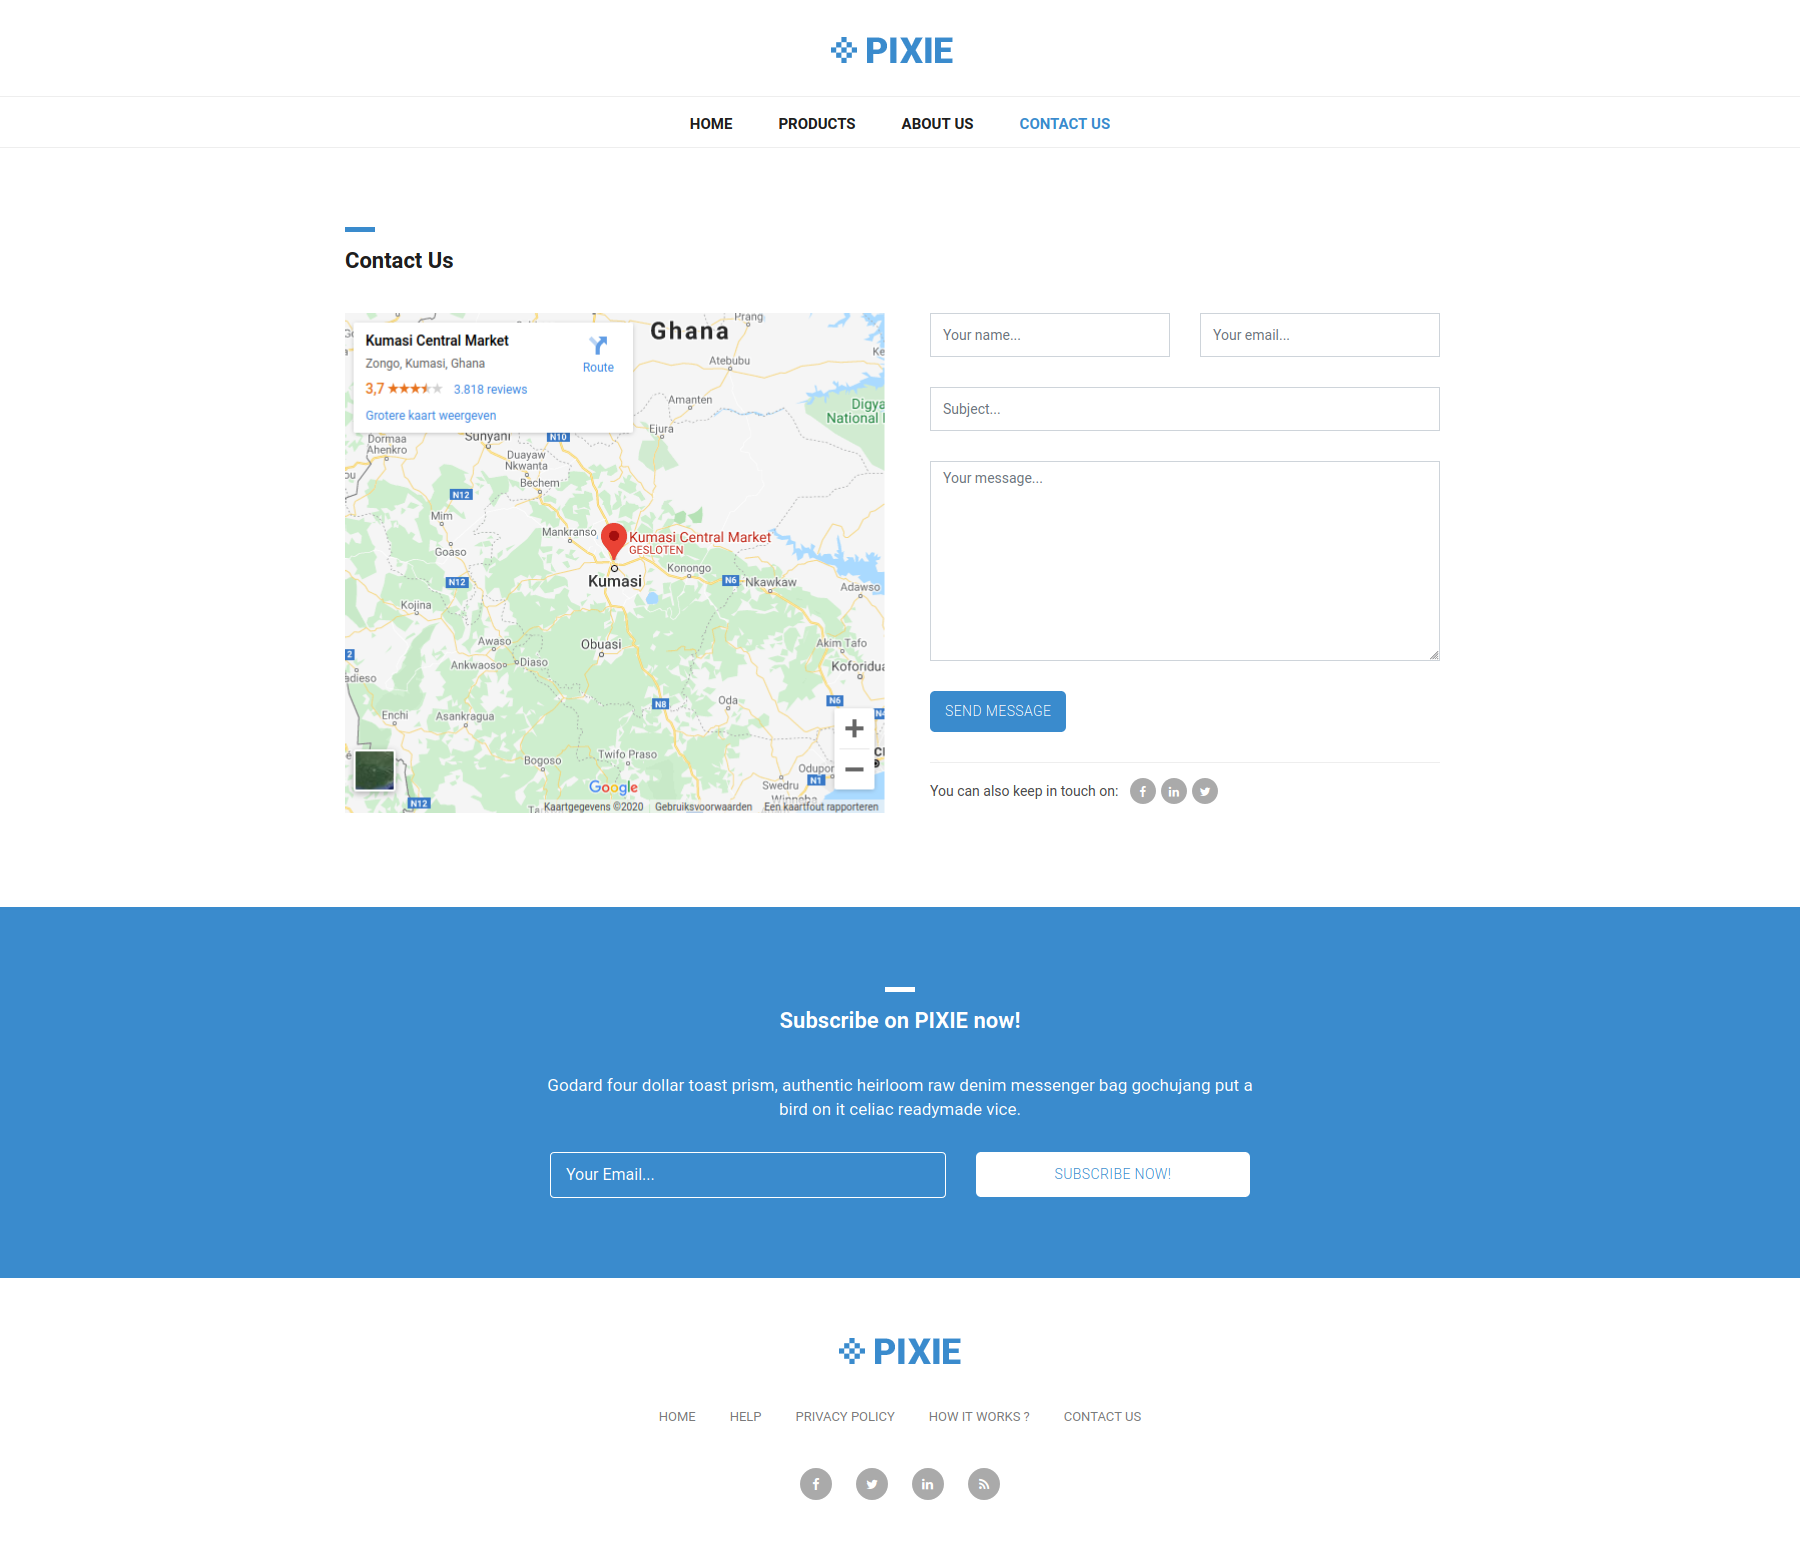 PIXIE
HOME PRODUCTS ABOUT US CONTACT US
Contact Us
Kumasi Central Market
Zongo, Kumasi, Ghana
Route
3,7 3.818 reviews
Grotere kaart weergeven
Ghana
Prang
Atebubu
Amanten
Digya
National
Ejura
Dormaa
Ahenkro
Sunyani
N10
Duayaw
Nkwanta
Bechem
N12
Mim
Mankranso
Goaso
Kumasi Central Market
GESLOTEN
Kumasi
Konongo
N12
N6
Nkawkaw
Adawso
Kojina
Awaso
Obuasi
Akim Tafo
Ankwaoso
Diaso
Koforidua
N8
Oda
N6
Enchi
Asankragua
Twifo Praso
Bogoso
Odupor
N1
Swedru
Winneba
N12
Google
Kaartgegevens ©2020 Gebruiksvoorwaarden Een kaartfout rapporteren
Your name...
Your email...
Subject...
Your message...
SEND MESSAGE
You can also keep in touch on:
Subscribe on PIXIE now!
Godard four dollar toast prism, authentic heirloom raw denim messenger bag gochujang put a
bird on it celiac readymade vice.
Your Email...
SUBSCRIBE NOW!
PIXIE
HOME HELP PRIVACY POLICY HOW IT WORKS ? CONTACT US